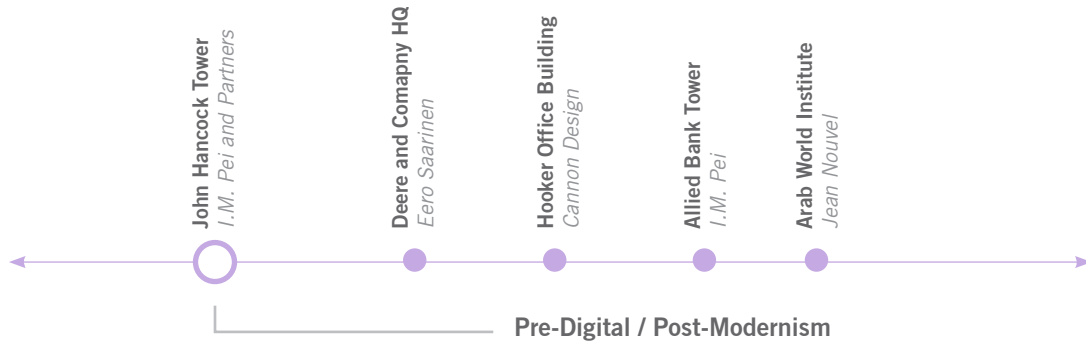 John Hancock Tower
I.M. Pei and Partners
Deere and Comapny HQ
Eero Saarinen
Hooker Office Building
Cannon Design
Allied Bank Tower
I.M. Pei
Arab World Institute
Jean Nouvel
Pre-Digital / Post-Modernism